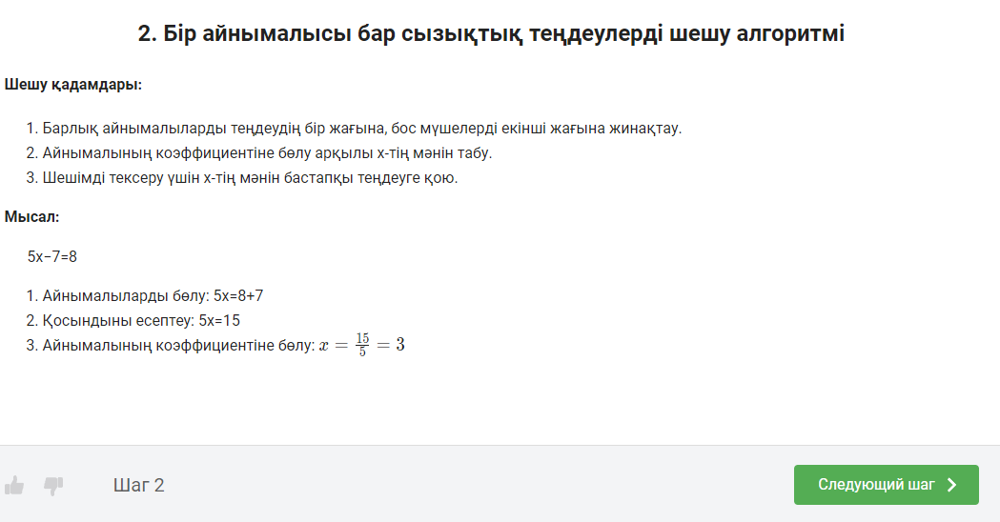 2. Бір айнымалысы бар сызықтық теңдеулерді шешу алгоритмі
Шешу қадамдары:
1. Барлық айнымалыларды теңдеудің бір жағына, бос мүшелерді екінші жағына жинақтау.
2. Айнымалының коэффициентіне бөлу арқылы x-тің мәнін табу.
3. Шешімді тексеру үшін x-тің мәнін бастапқы теңдеуге қою.
Мысал:
5x−7=8
1. Айнымалыларды бөлу: 5x=8+7
2. Қосындыны есептеу: 5x=15
3. Айнымалының коэффициентіне бөлу: x = 15/5 = 3
Шаг 2
Следующий шаг